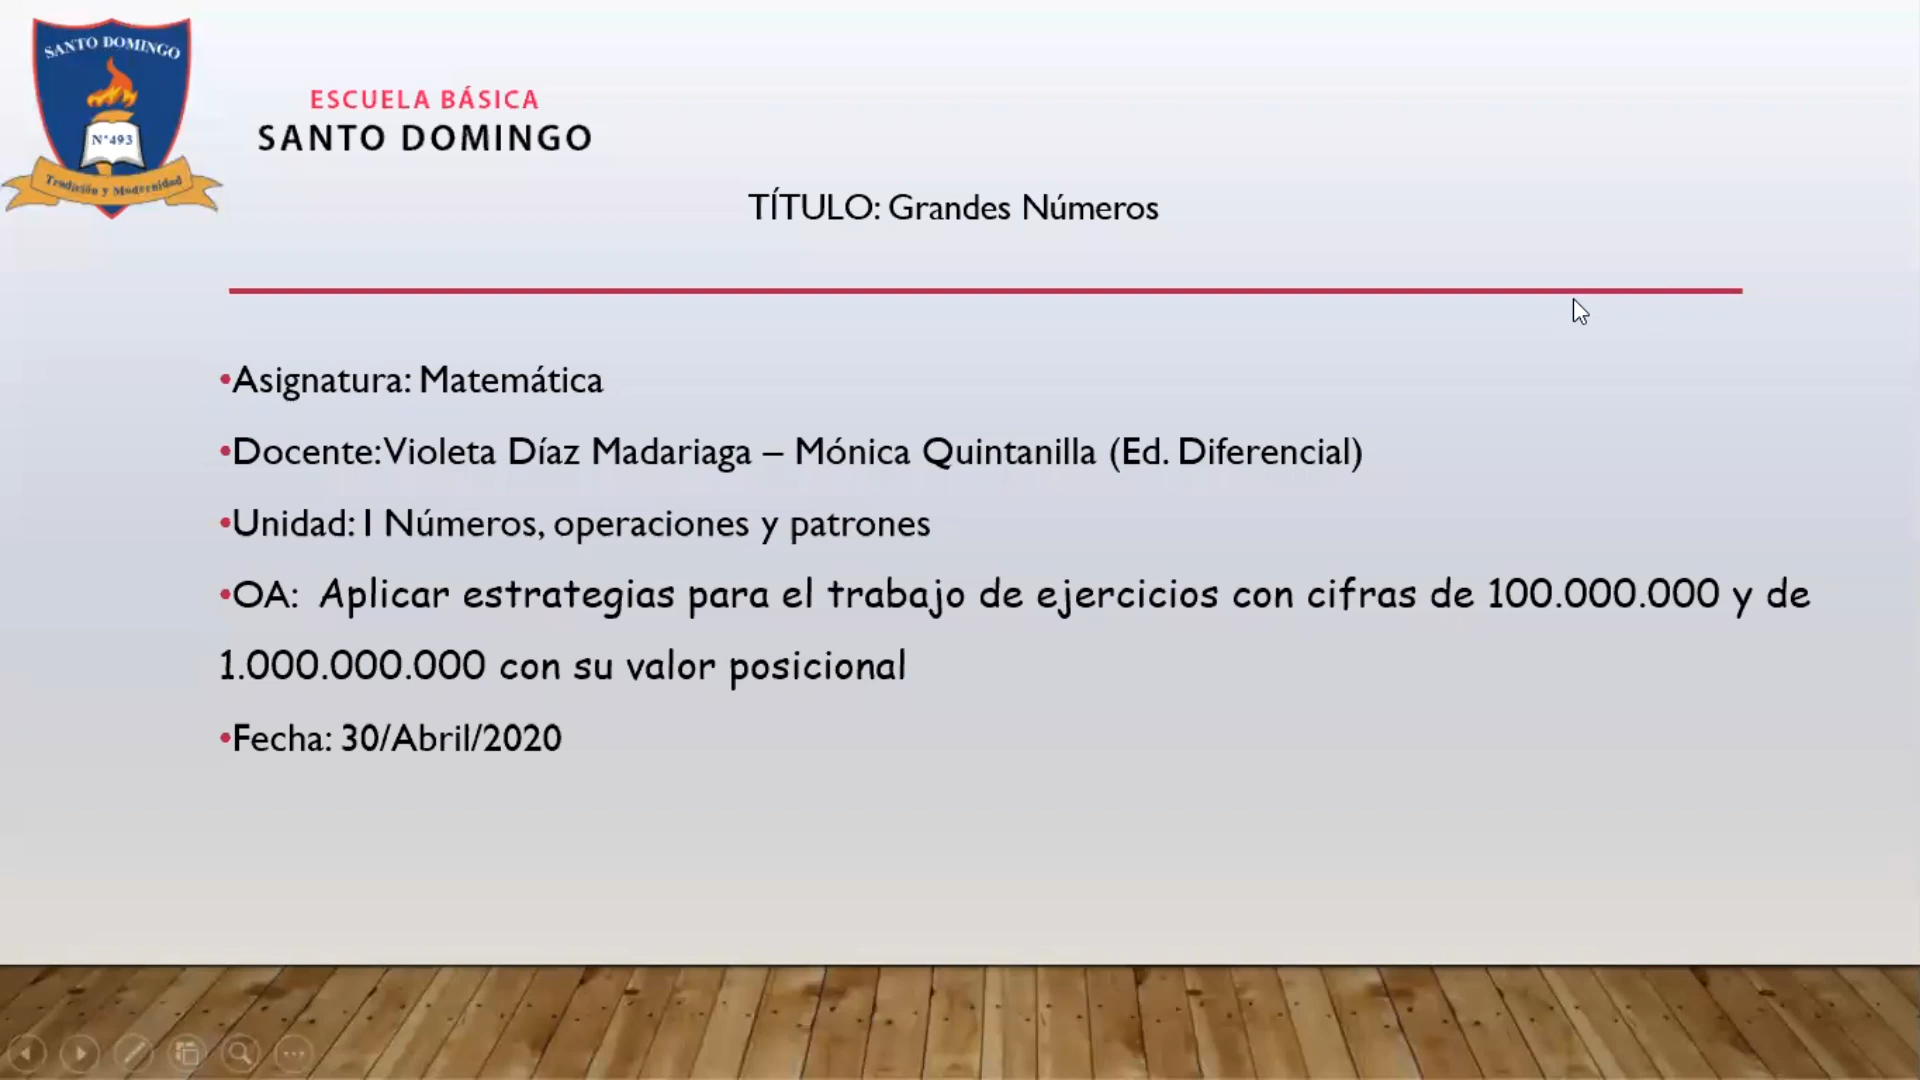 SANTO DOMINGO
N°493
Tradición y Modernidad
ESCUELA BÁSICA
SANTO DOMINGO
TÍTULO: Grandes Números
•Asignatura: Matemática
•Docente: Violeta Díaz Madariaga – Mónica Quintanilla (Ed. Diferencial)
•Unidad: I Números, operaciones y patrones
•OA: Aplicar estrategias para el trabajo de ejercicios con cifras de 100.000.000 y de
1.000.000.000 con su valor posicional
•Fecha: 30/Abril/2020